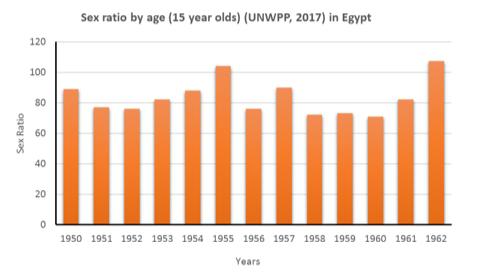 Sex ratio by age (15 year olds) (UNWPP, 2017) in Egypt
120
100
80
60
40
20
0
Sex Ratio
1950 1951 1952 1953 1954 1955 1956 1957 1958 1959 1960 1961 1962
Years